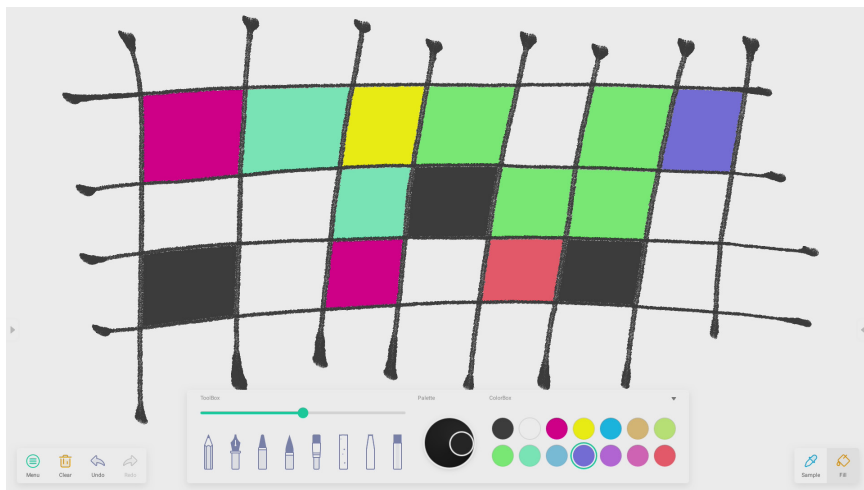 ToolBox
Palette
ColorBox
Menu
Clear
Undo
Redo
Sample
Fill